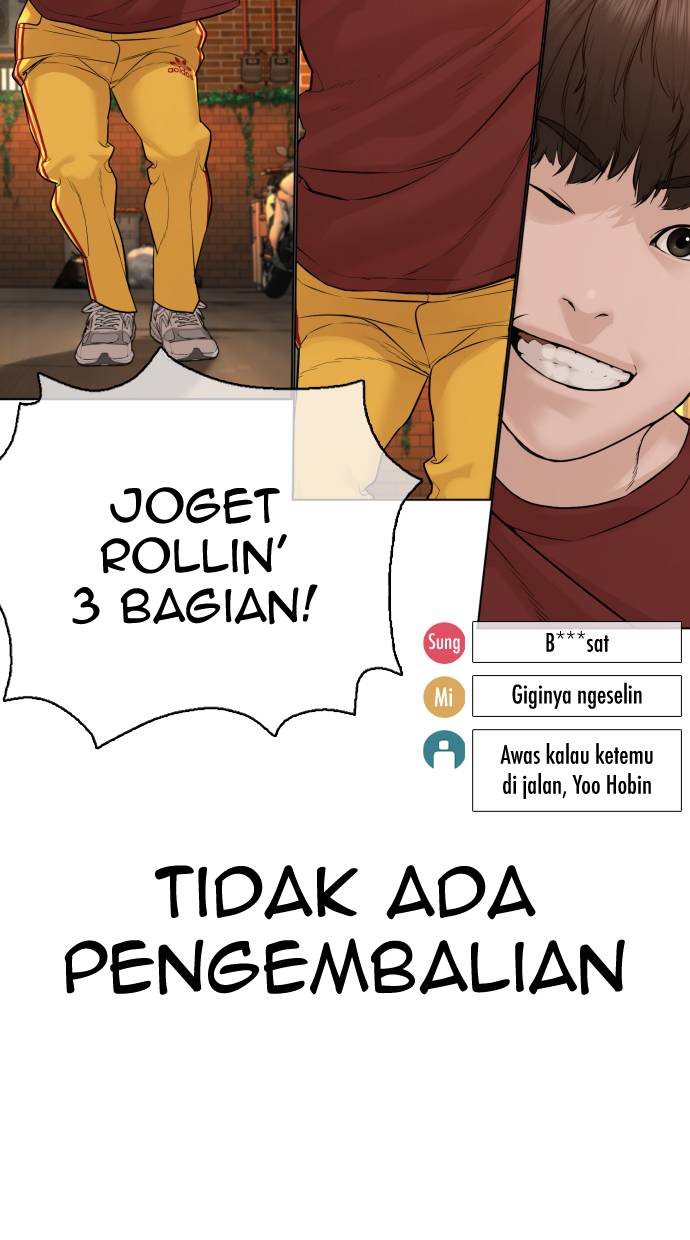 adidas
JOGET
ROLLIN'
3 BAGIAN!
Sung
B***sat
Mi
Giginya ngeselin
Awas kalau ketemu
di jalan, Yoo Hobin
TIDAK ADA
PENGEMBALIAN